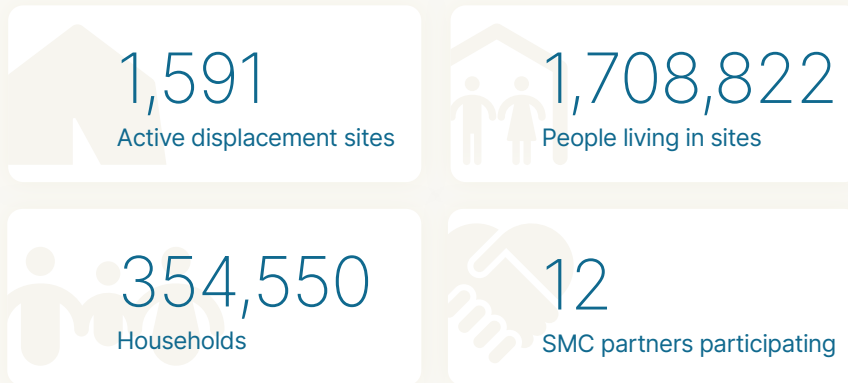 1,591
Active displacement sites
1,708,822
People living in sites
354,550
Households
12
SMC partners participating